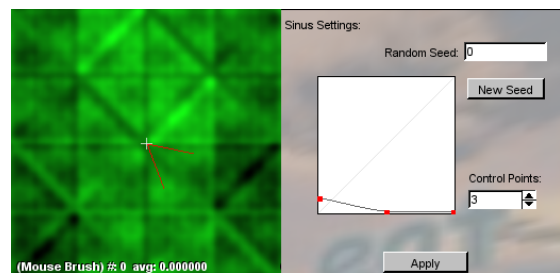 Sinus Settings:
Random Seed: 0
New Seed
Control Points:
3
Apply
(Mouse Brush) #: 0 avg: 0.000000